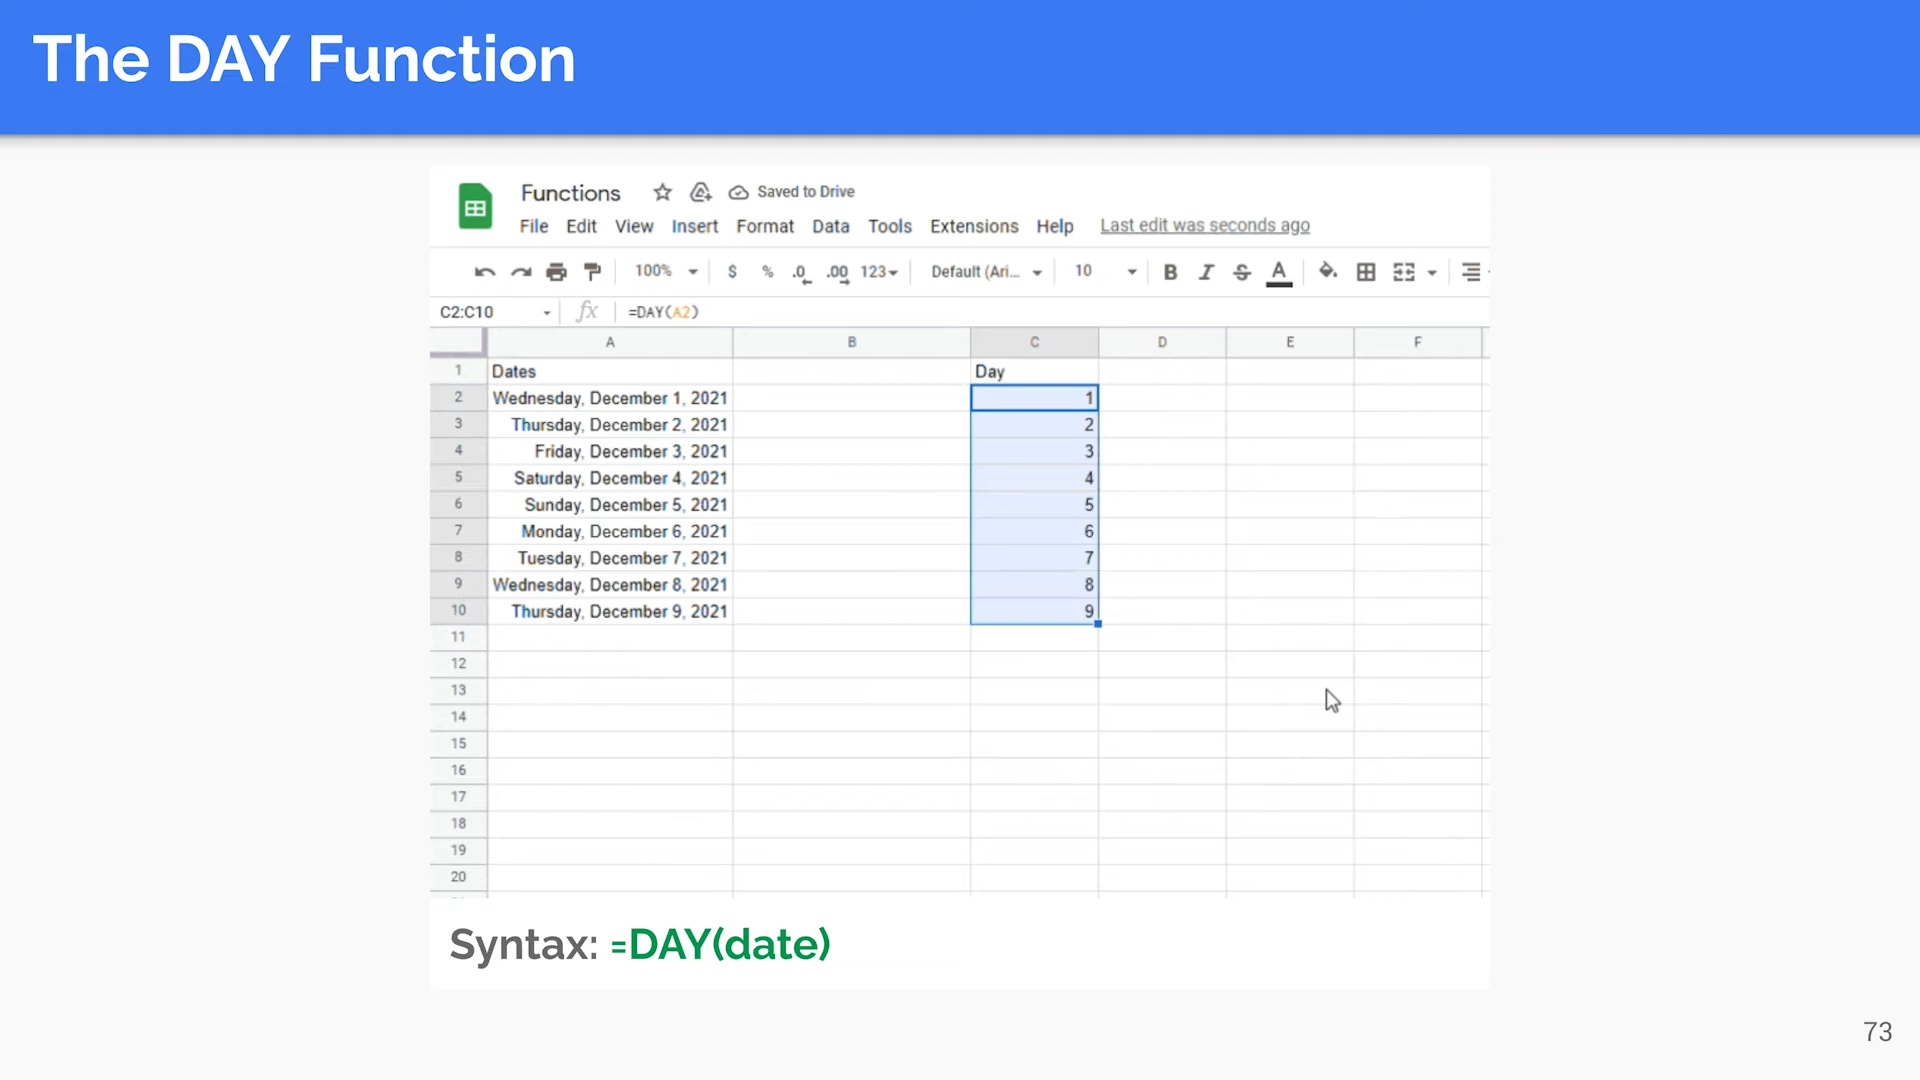 The DAY Function
Functions Saved to Drive
File Edit View Insert Format Data Tools Extensions Help Last edit was seconds ago
100% $ % .0 .00 123 Default (Ari... 10 B I S A
C2:C10 fx =DAY(A2)
A B C D E F
1 Dates Day
2 Wednesday, December 1, 2021 1
3 Thursday, December 2, 2021 2
4 Friday, December 3, 2021 3
5 Saturday, December 4, 2021 4
6 Sunday, December 5, 2021 5
7 Monday, December 6, 2021 6
8 Tuesday, December 7, 2021 7
9 Wednesday, December 8, 2021 8
10 Thursday, December 9, 2021 9
11
12
13
14
15
16
17
18
19
20
Syntax: =DAY(date)
73